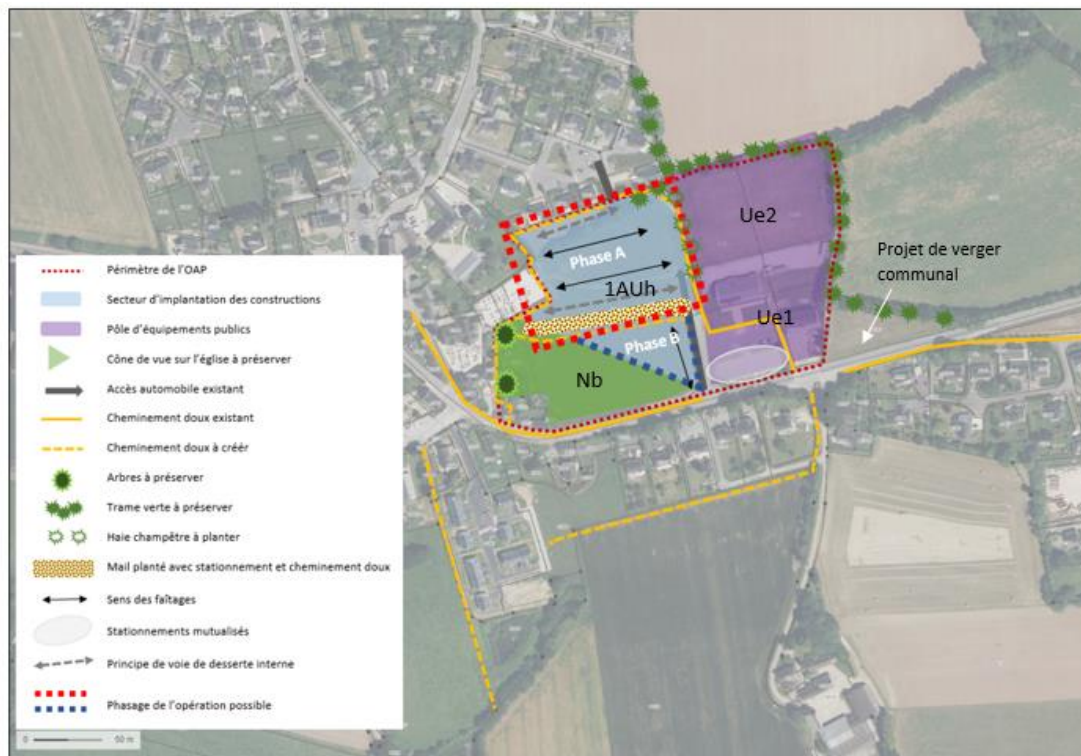 Ue2
Projet de verger
communal
Phase A
1AUh
Ue1
Phase B
Nb
Périmètre de l'OAP
Secteur d'implantation des constructions
Pôle d'équipements publics
Cône de vue sur l'église à préserver
Accès automobile existant
Cheminement doux existant
Cheminement doux à créér
Arbres à préserver
Trame verte à préserver
Haie champêtre à planter
Mail planté avec stationnement et cheminement doux
Sens des faîtages
Stationnements mutualisés
Principe de voie de desserte interne
Phasage de l'opération possible
0 50 m